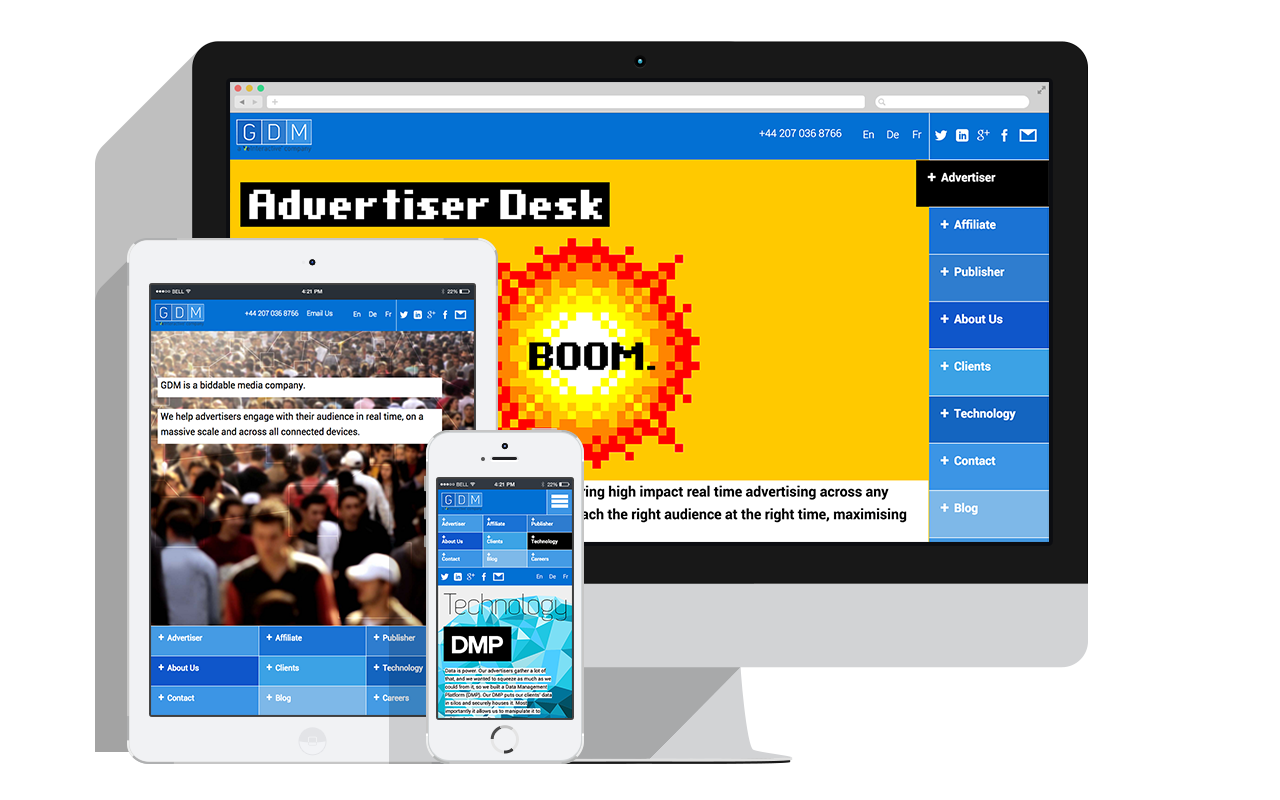 GDM
+44 207 036 8766 En De Fr
+ Advertiser
Advertiser Desk
+ Affiliate
+ Publisher
+ About Us
BOOM.
+ Clients
+ Technology
+ Contact
+ Blog
ring high impact real time advertising across any
ach the right audience at the right time, maximising
BELL 4:21 PM 22%
GDM +44 207 036 8766 Email Us En De Fr
GDM is a biddable media company.
We help advertisers engage with their audience in real time, on a
massive scale and across all connected devices.
+ Advertiser + Affiliate + Publisher
+ About Us + Clients + Technology
+ Contact + Blog + Careers
BELL 4:21 PM 22%
GDM
+ Advertiser + Affiliate + Publisher
+ About Us + Clients + Technology
+ Contact + Blog + Careers
En De Fr
Technology
DMP
Data is power. Our advertisers gather a lot of
that, and we wanted to squeeze as much as we
could from it, so we built a Data Management
Platform (DMP). Our DMP puts our clients' data
in silos and securely houses it. Most
importantly it allows us to manipulate it to